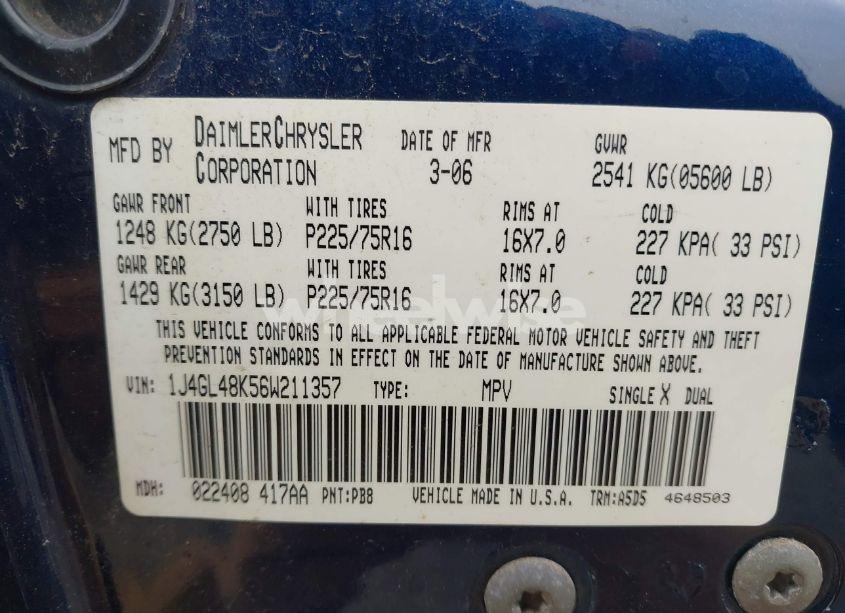 MFD BY DAIMLERCHRYSLER CORPORATION DATE OF MFR 3-06 GVWR 2541 KG(05600 LB)
GAWR FRONT WITH TIRES RIMS AT COLD
1248 KG(2750 LB) P225/75R16 16X7.0 227 KPA( 33 PSI)
GAWR REAR WITH TIRES RIMS AT COLD
1429 KG(3150 LB) P225/75R16 16X7.0 227 KPA( 33 PSI)
THIS VEHICLE CONFORMS TO ALL APPLICABLE FEDERAL MOTOR VEHICLE SAFETY AND THEFT
PREVENTION STANDARDS IN EFFECT ON THE DATE OF MANUFACTURE SHOWN ABOVE.
VIN: 1J4GL48K56W211357 TYPE: MPV SINGLE X DUAL
MDH: 022408 417AA PNT:PB8 VEHICLE MADE IN U.S.A. TRM:A5D5 4648503
wheelwise